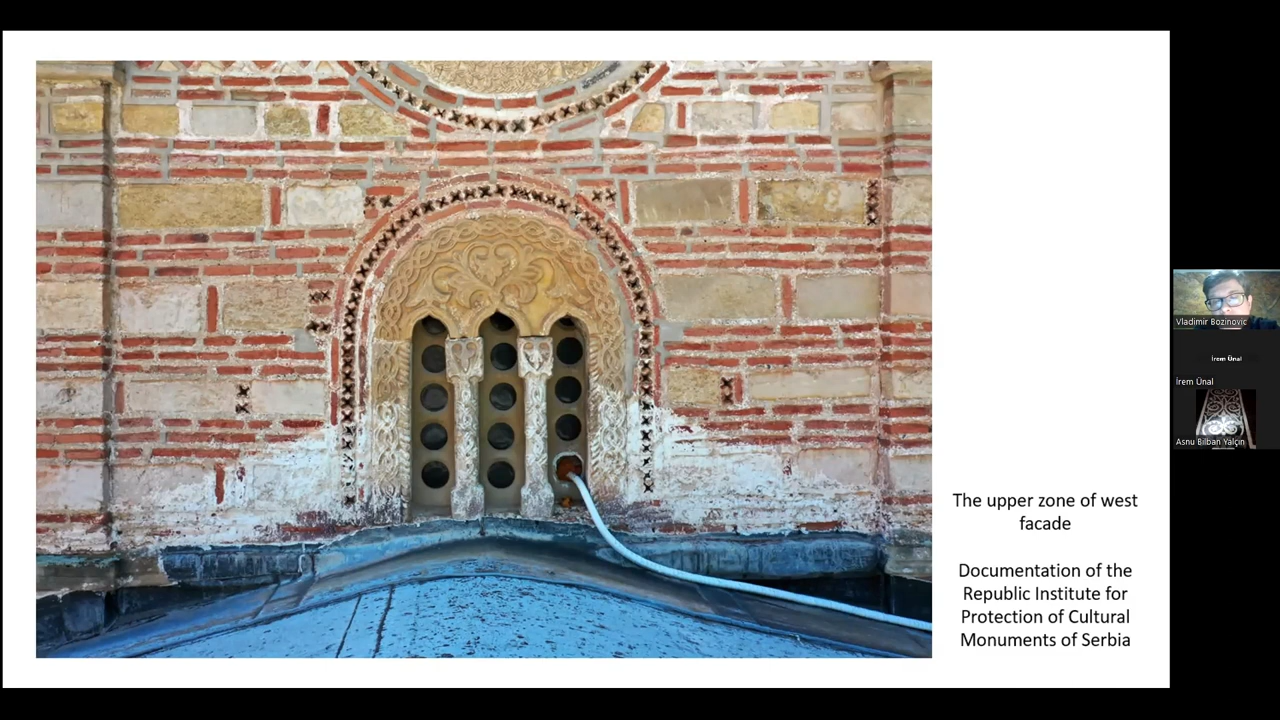 The upper zone of west
facade
Documentation of the
Republic Institute for
Protection of Cultural
Monuments of Serbia
Vladimir Bozinovic
İrem Ünal
İrem Ünal
Asnu Bilban Yalçın